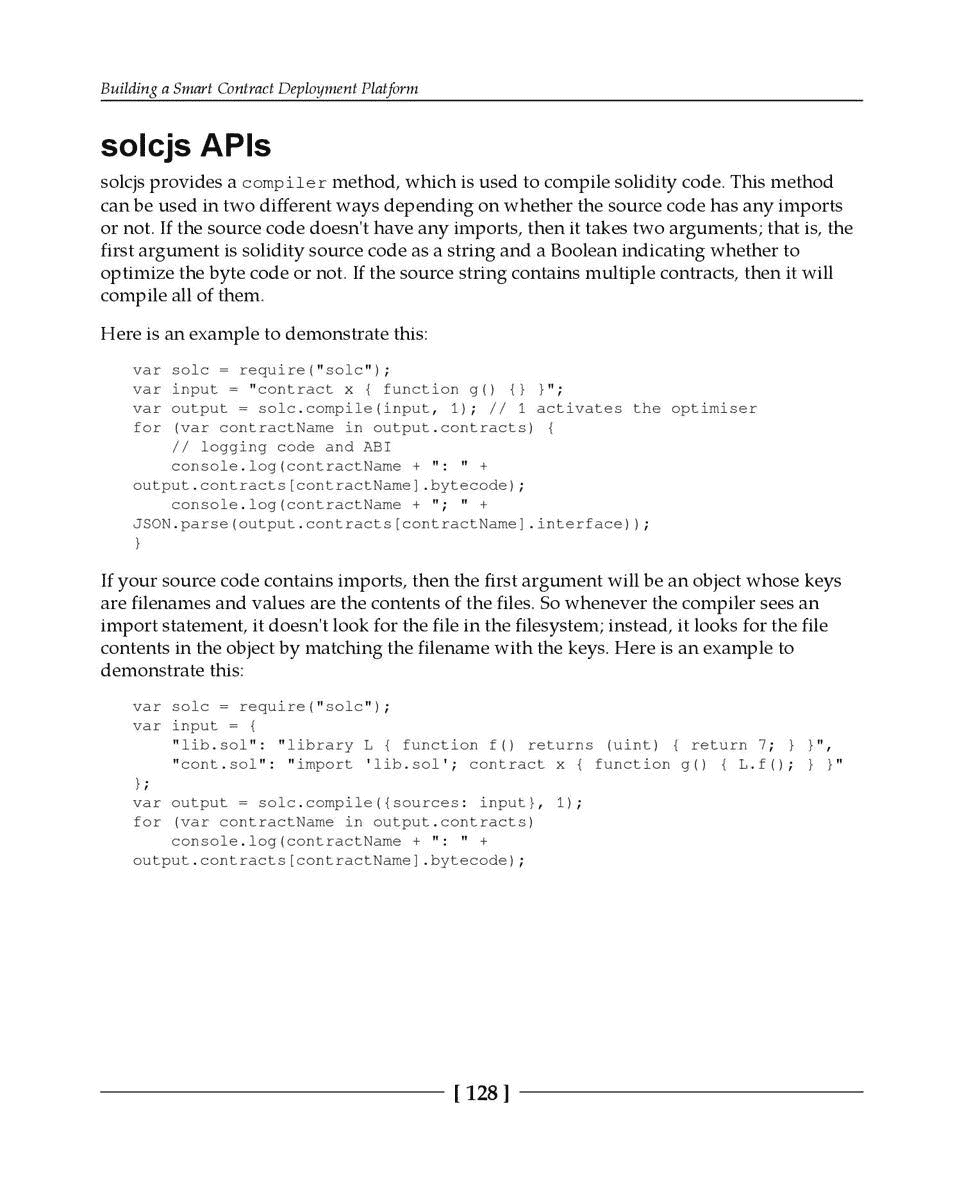 Building a Smart Contract Deployment Platform
solcjs APIs
solcjs provides a compiler method, which is used to compile solidity code. This method
can be used in two different ways depending on whether the source code has any imports
or not. If the source code doesn't have any imports, then it takes two arguments; that is, the
first argument is solidity source code as a string and a Boolean indicating whether to
optimize the byte code or not. If the source string contains multiple contracts, then it will
compile all of them.
Here is an example to demonstrate this:
var solc = require("solc");
var input = "contract x { function g() {} }";
var output = solc.compile(input, 1); // 1 activates the optimiser
for (var contractName in output.contracts) {
    // logging code and ABI
    console.log(contractName + ": " +
output.contracts[contractName].bytecode);
    console.log(contractName + "; " +
JSON.parse(output.contracts[contractName].interface));
}
If your source code contains imports, then the first argument will be an object whose keys
are filenames and values are the contents of the files. So whenever the compiler sees an
import statement, it doesn't look for the file in the filesystem; instead, it looks for the file
contents in the object by matching the filename with the keys. Here is an example to
demonstrate this:
var solc = require("solc");
var input = {
    "lib.sol": "library L { function f() returns (uint) { return 7; } }",
    "cont.sol": "import 'lib.sol'; contract x { function g() { L.f(); } }"
};
var output = solc.compile({sources: input}, 1);
for (var contractName in output.contracts)
    console.log(contractName + ": " +
output.contracts[contractName].bytecode);
[ 128 ]